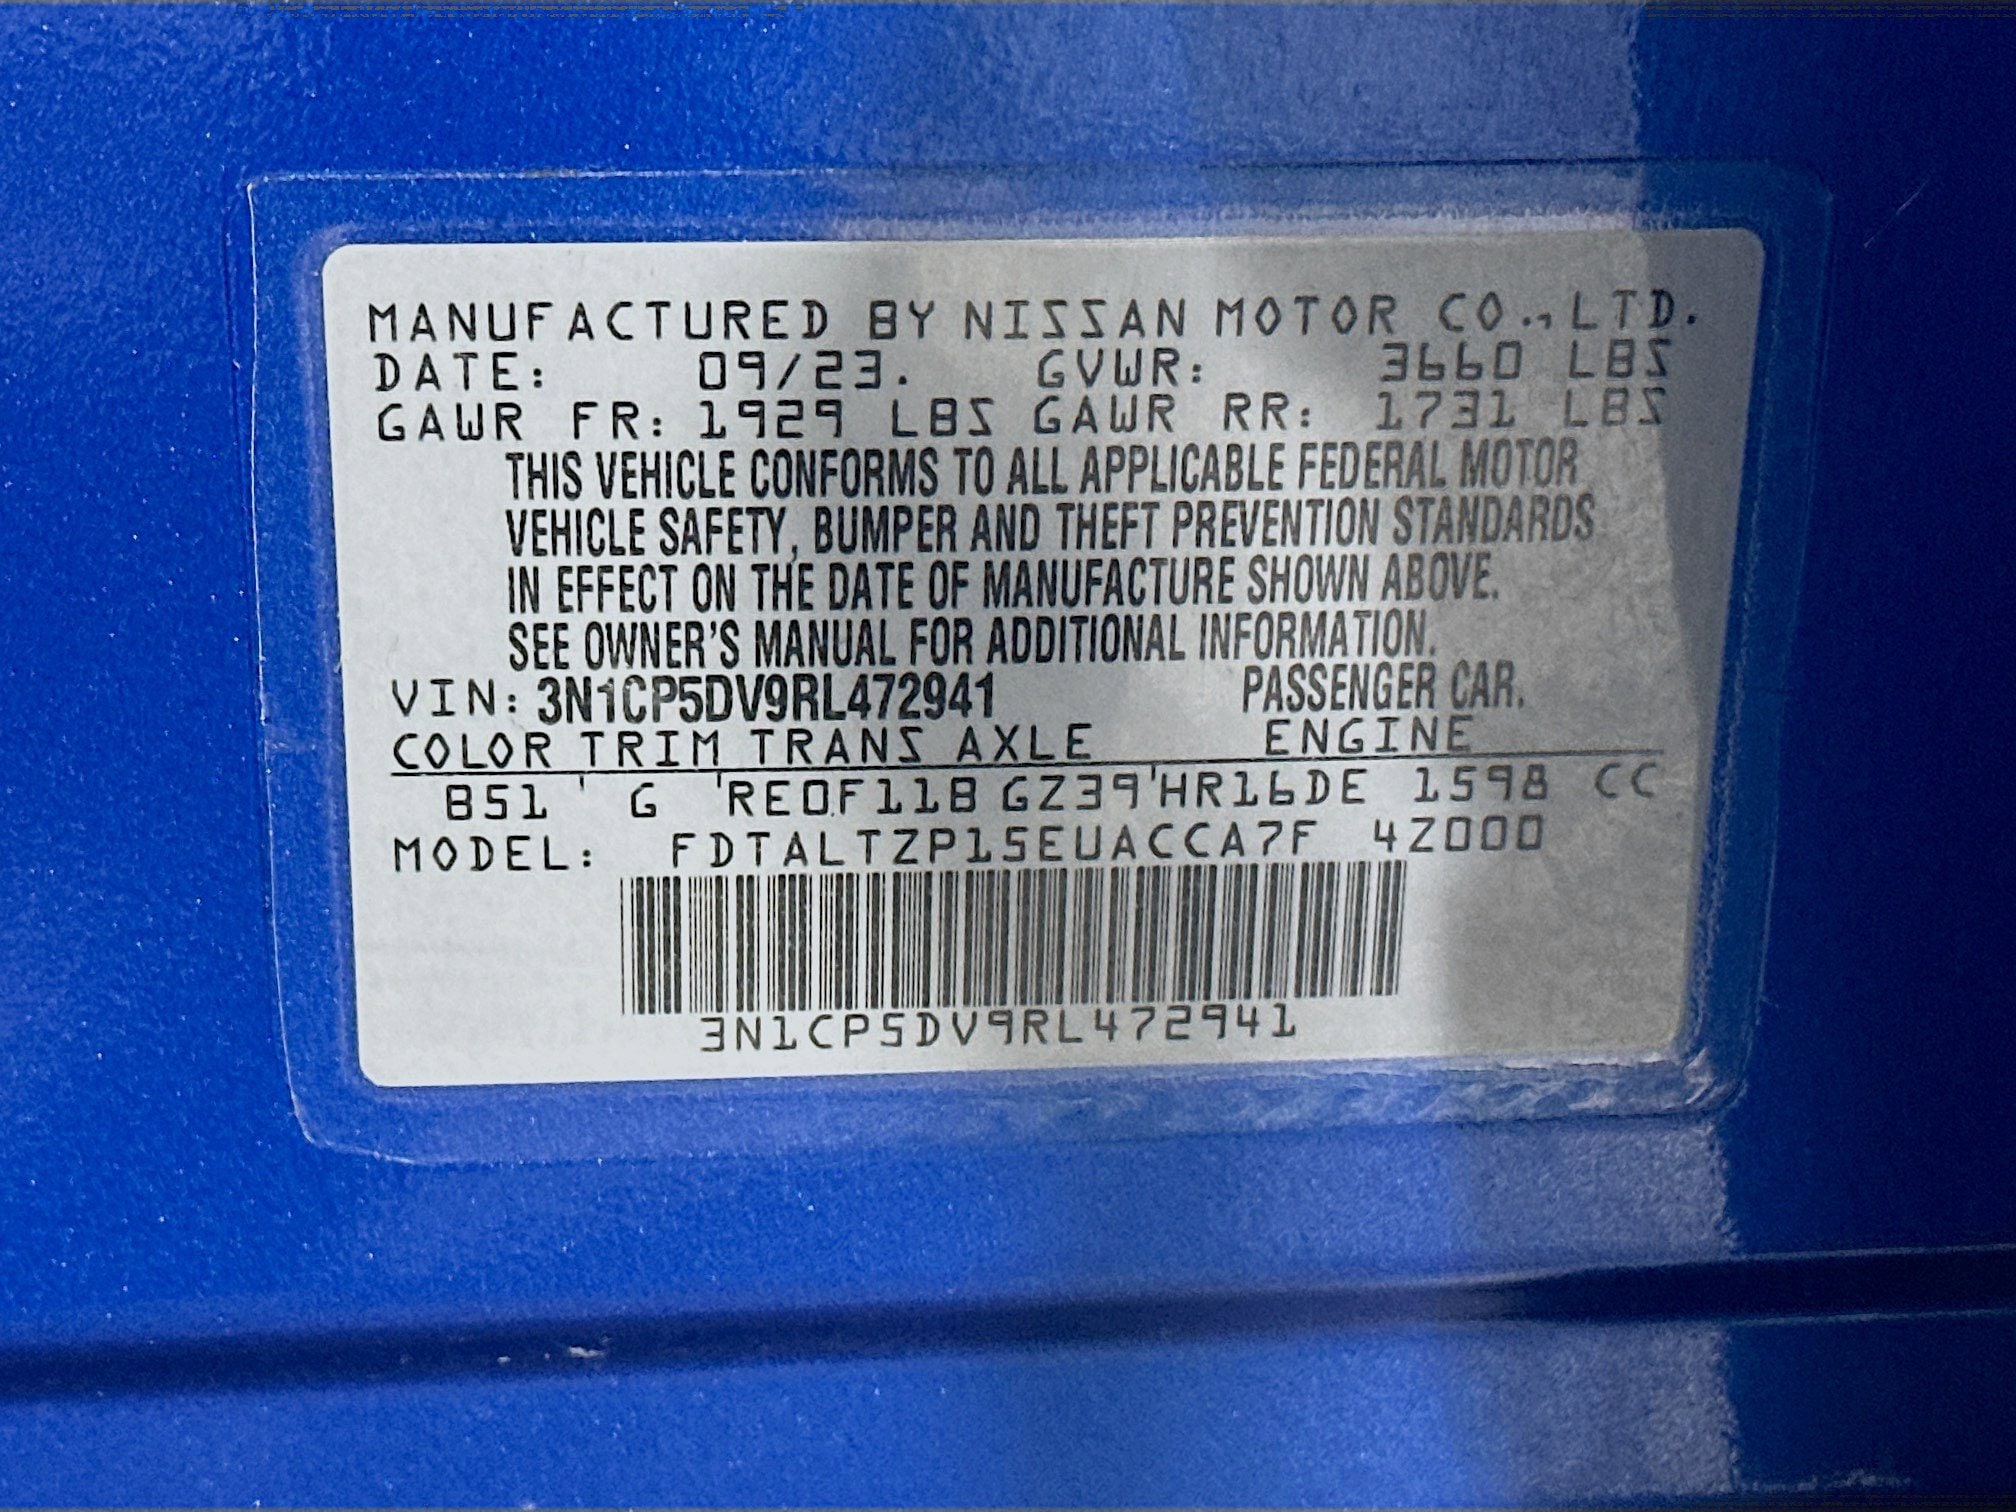 MANUFACTURED BY NISSAN MOTOR CO., LTD.
DATE: 09/23. GVWR: 3660 LBS
GAWR FR: 1929 LBS GAWR RR: 1731 LBS
THIS VEHICLE CONFORMS TO ALL APPLICABLE FEDERAL MOTOR
VEHICLE SAFETY, BUMPER AND THEFT PREVENTION STANDARDS
IN EFFECT ON THE DATE OF MANUFACTURE SHOWN ABOVE.
SEE OWNER'S MANUAL FOR ADDITIONAL INFORMATION.
VIN: 3N1CP5DV9RL472941 PASSENGER CAR.
COLOR TRIM TRANS AXLE ENGINE
B51 G RE0F11B GZ39 HR16DE 1598 CC
MODEL: FDTALTZP15EUACCA7F 4Z000
3N1CP5DV9RL472941